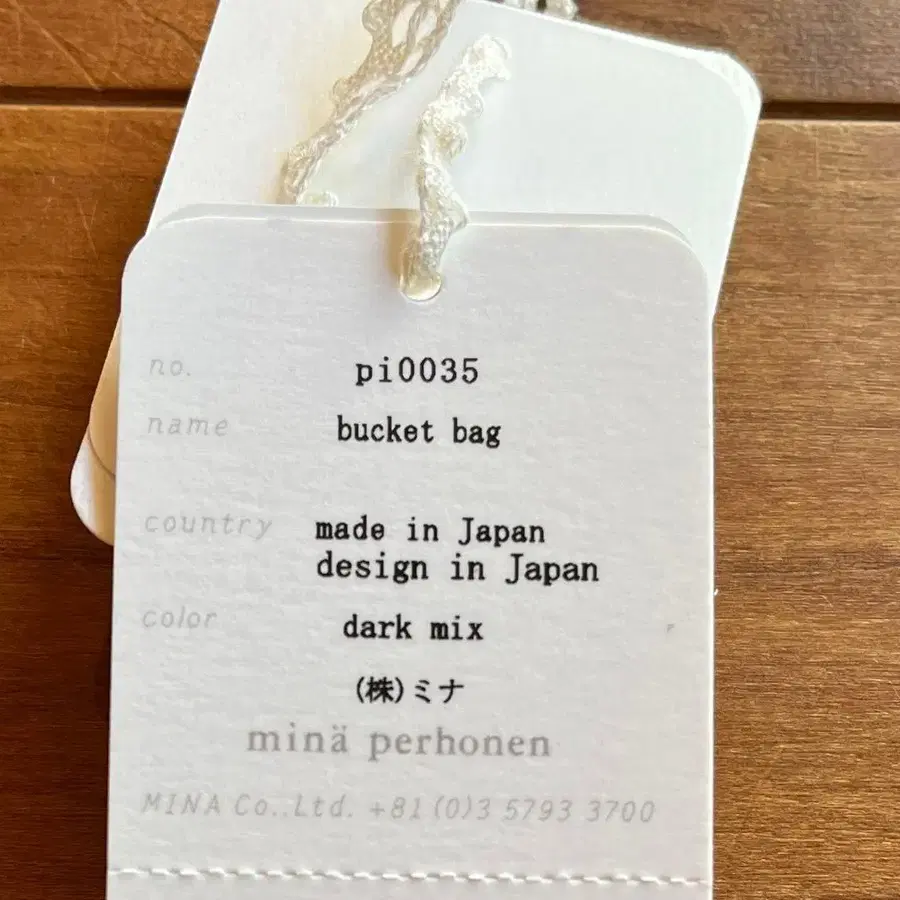 no. pi0035
name bucket bag
country made in Japan
design in Japan
color dark mix
(株)ミナ
minä perhonen
MINA Co.,Ltd. +81(0)3 5793 3700